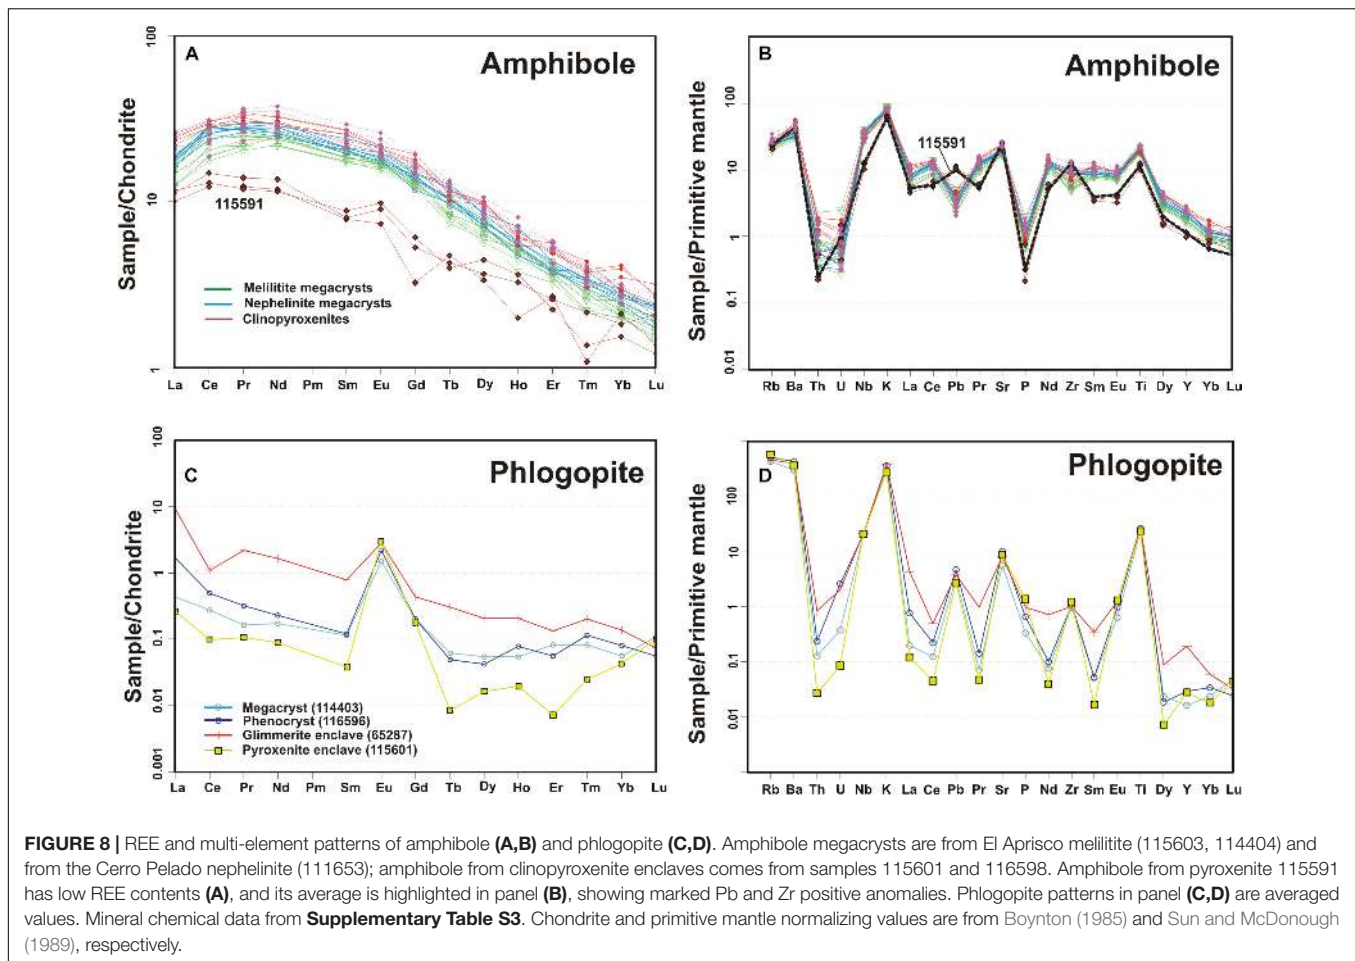 A
Amphibole
100
10
1
Sample/Chondrite
115591
Melilitite megacrysts
Nephelinite megacrysts
Clinopyroxenites
La Ce Pr Nd Pm Sm Eu Gd Tb Dy Ho Er Tm Yb Lu
B
Amphibole
100
10
1
0.1
0.01
Sample/Primitive mantle
115591
Rb Ba Th U Nb K La Ce Pb Pr Sr P Nd Zr Sm Eu Ti Dy Y Yb Lu
C
Phlogopite
100
10
1
0.1
0.01
0.001
Sample/Chondrite
Megacryst (114403)
Phenocryst (116596)
Glimmerite enclave (65287)
Pyroxenite enclave (115601)
La Ce Pr Nd Pm Sm Eu Gd Tb Dy Ho Er Tm Yb Lu
D
Phlogopite
100
10
1
0.1
0.01
Sample/Primitive mantle
Rb Ba Th U Nb K La Ce Pb Pr Sr P Nd Zr Sm Eu Ti Dy Y Yb Lu
FIGURE 8 | REE and multi-element patterns of amphibole (A,B) and phlogopite (C,D). Amphibole megacrysts are from El Aprisco melilitite (115603, 114404) and
from the Cerro Pelado nephelinite (111653); amphibole from clinopyroxenite enclaves comes from samples 115601 and 116598. Amphibole from pyroxenite 115591
has low REE contents (A), and its average is highlighted in panel (B), showing marked Pb and Zr positive anomalies. Phlogopite patterns in panel (C,D) are averaged
values. Mineral chemical data from Supplementary Table S3. Chondrite and primitive mantle normalizing values are from Boynton (1985) and Sun and McDonough
(1989), respectively.